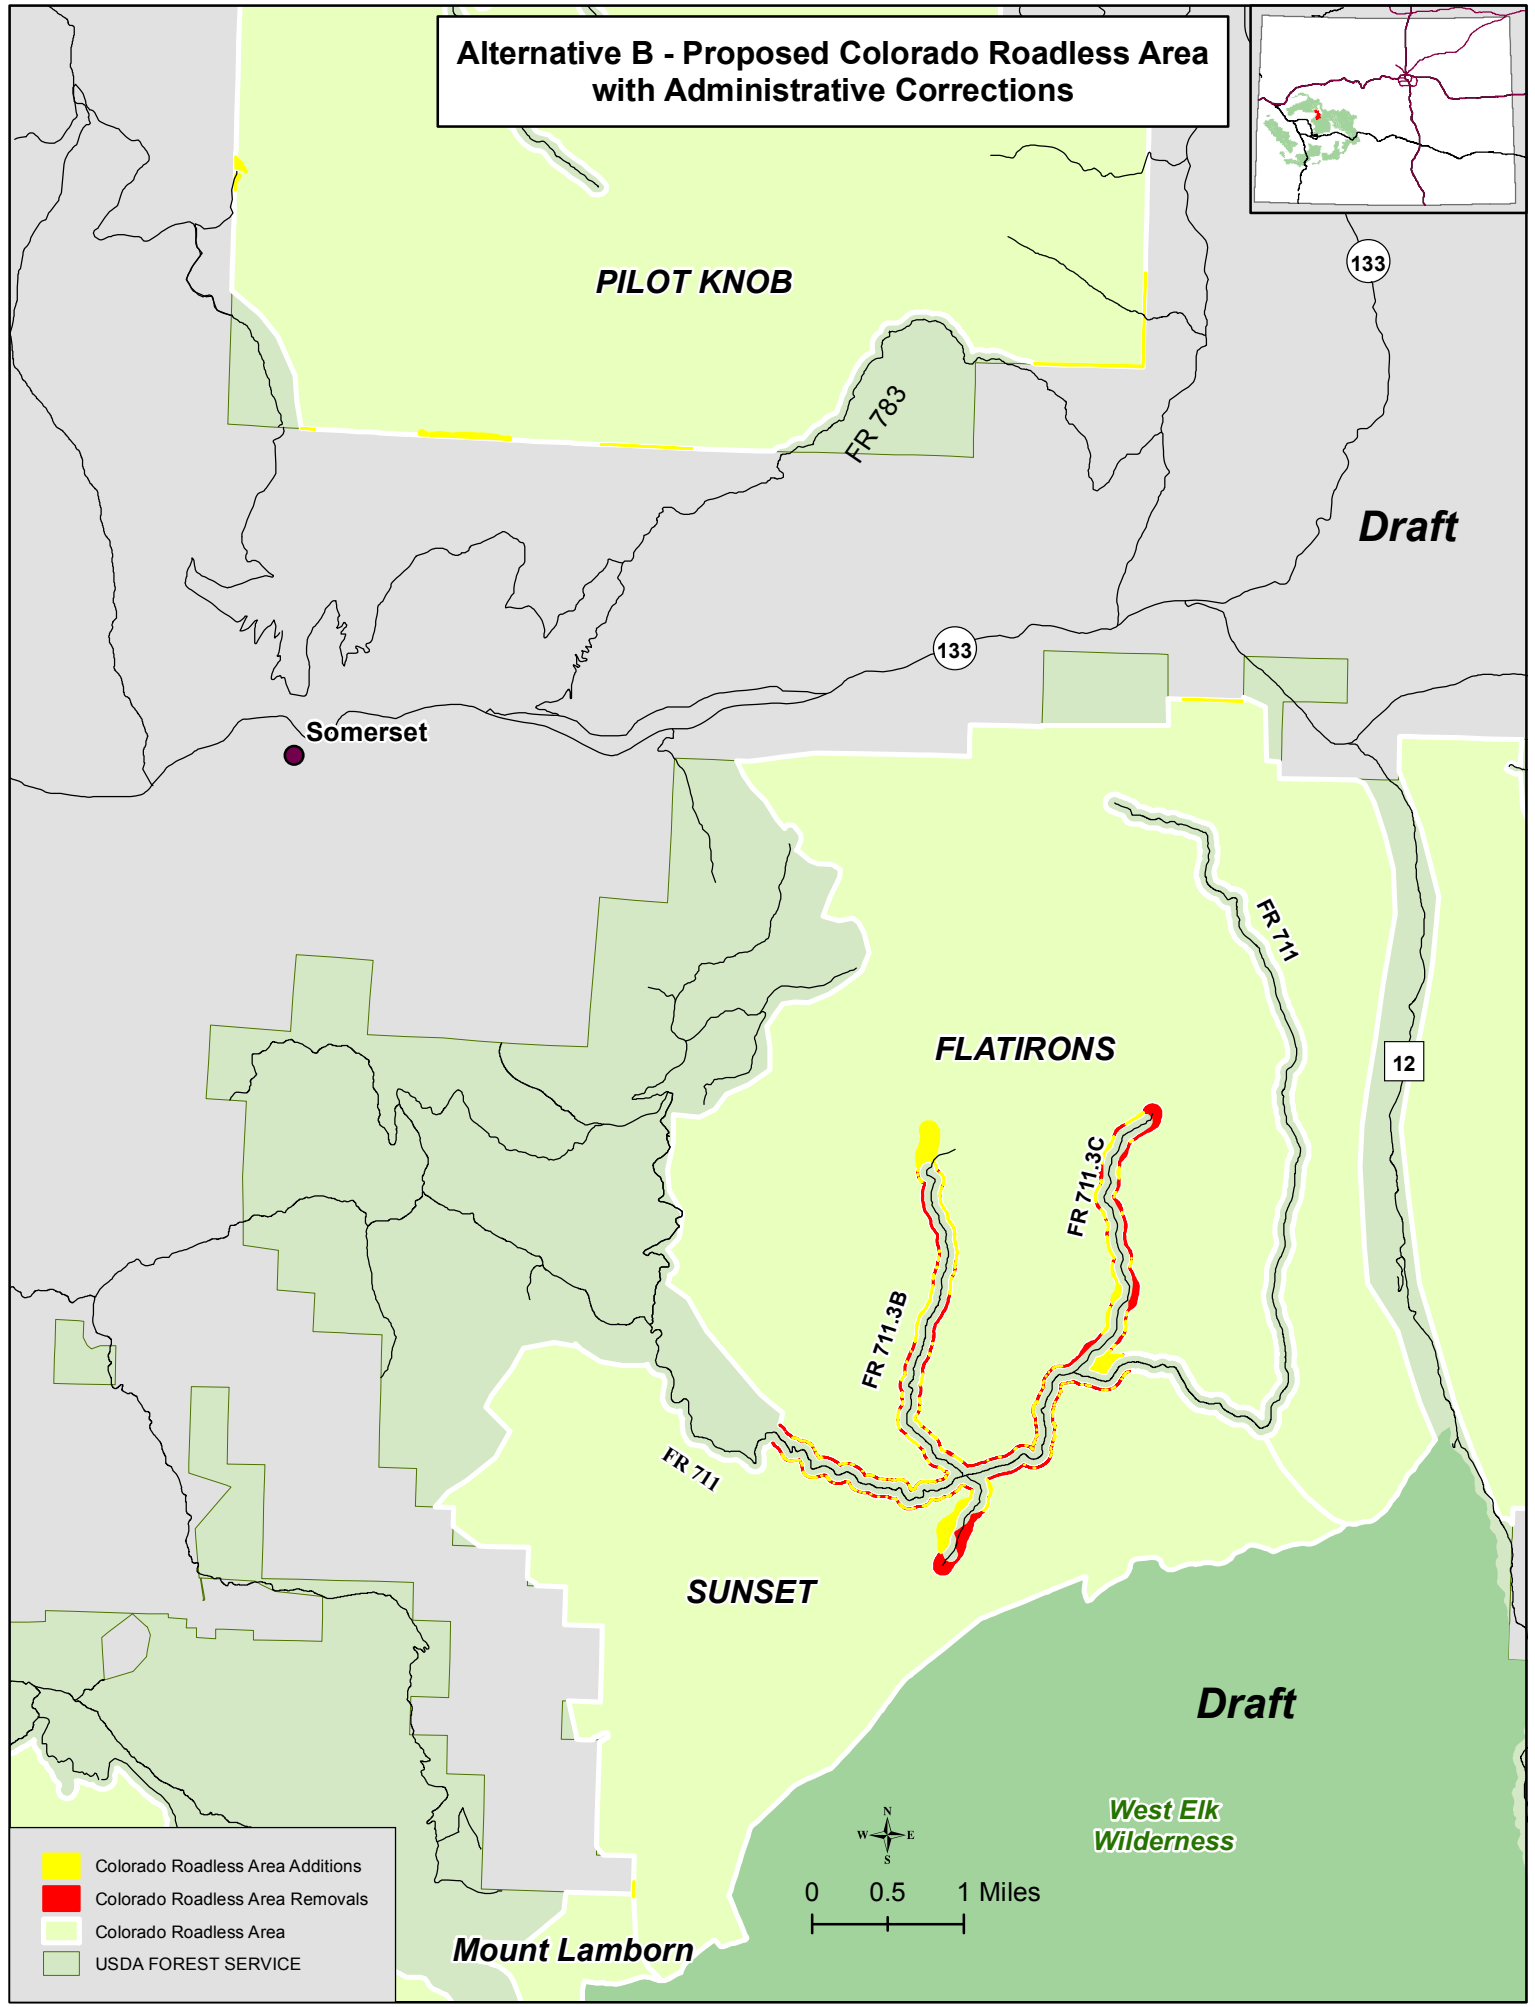 Alternative B - Proposed Colorado Roadless Area
with Administrative Corrections
133
PILOT KNOB
FR 783
Draft
133
Somerset
FR 711
FLATIRONS
12
FR 711.3C
FR 711.3B
FR 711
SUNSET
Draft
West Elk
Wilderness
N
W E
S
0 0.5 1 Miles
Mount Lamborn
Colorado Roadless Area Additions
Colorado Roadless Area Removals
Colorado Roadless Area
USDA FOREST SERVICE